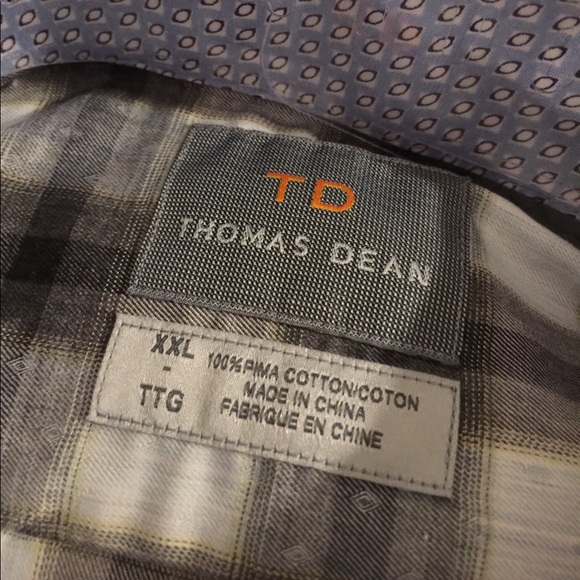 TD
THOMAS DEAN
XXL
-
TTG
100% PIMA COTTON/COTON
MADE IN CHINA
FABRIQUE EN CHINE